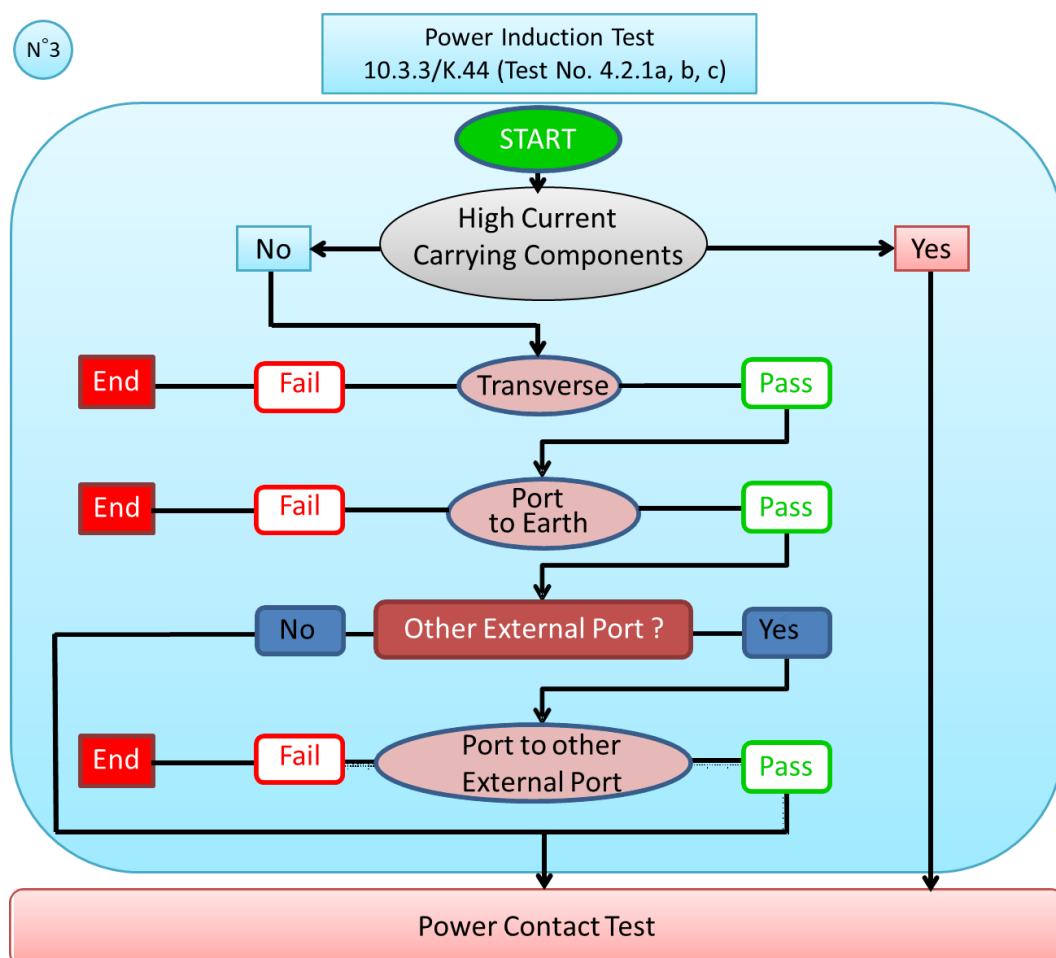 N°3
Power Induction Test
10.3.3/K.44 (Test No. 4.2.1a, b, c)
START
High Current
Carrying Components
No
Yes
End
Fail
Transverse
Pass
End
Fail
Port
to Earth
Pass
No
Other External Port ?
Yes
End
Fail
Port to other
External Port
Pass
Power Contact Test